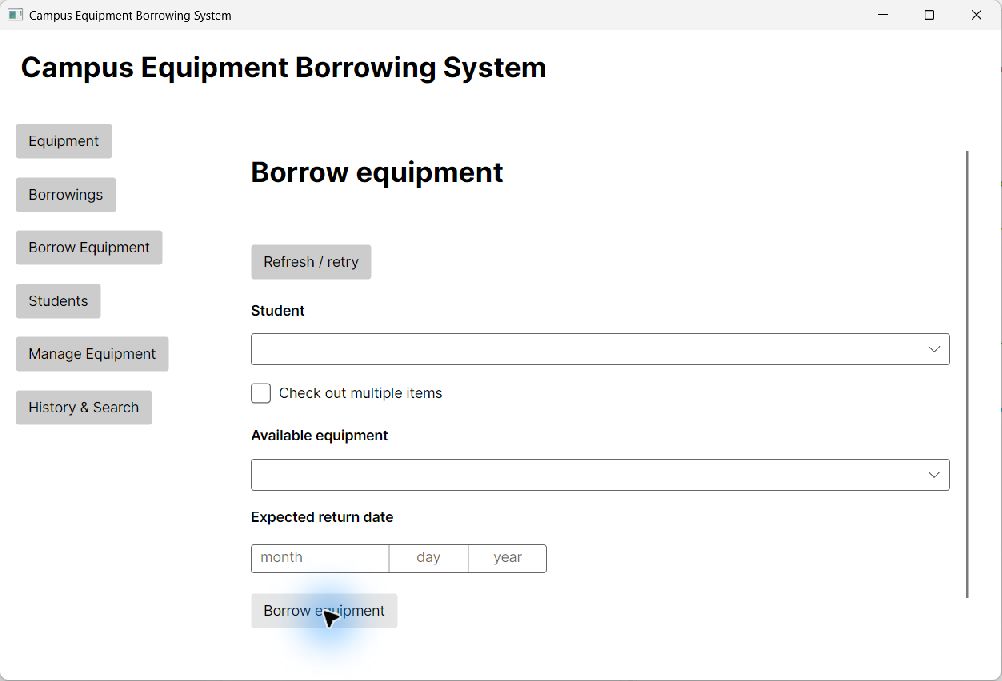 Campus Equipment Borrowing System
Campus Equipment Borrowing System
Equipment
Borrowings
Borrow Equipment
Students
Manage Equipment
History & Search
Borrow equipment
Refresh / retry
Student
Check out multiple items
Available equipment
Expected return date
month day year
Borrow equipment